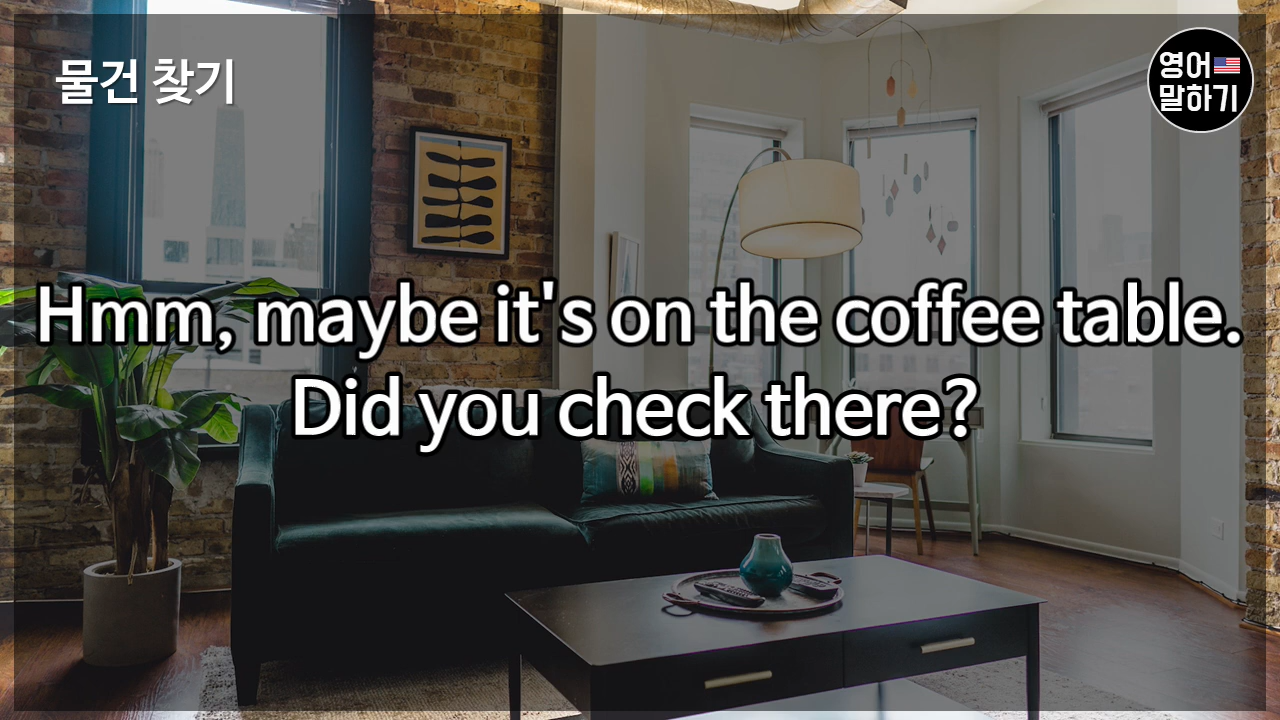 물건 찾기
영어
말하기
Hmm, maybe it's on the coffee table.
Did you check there?